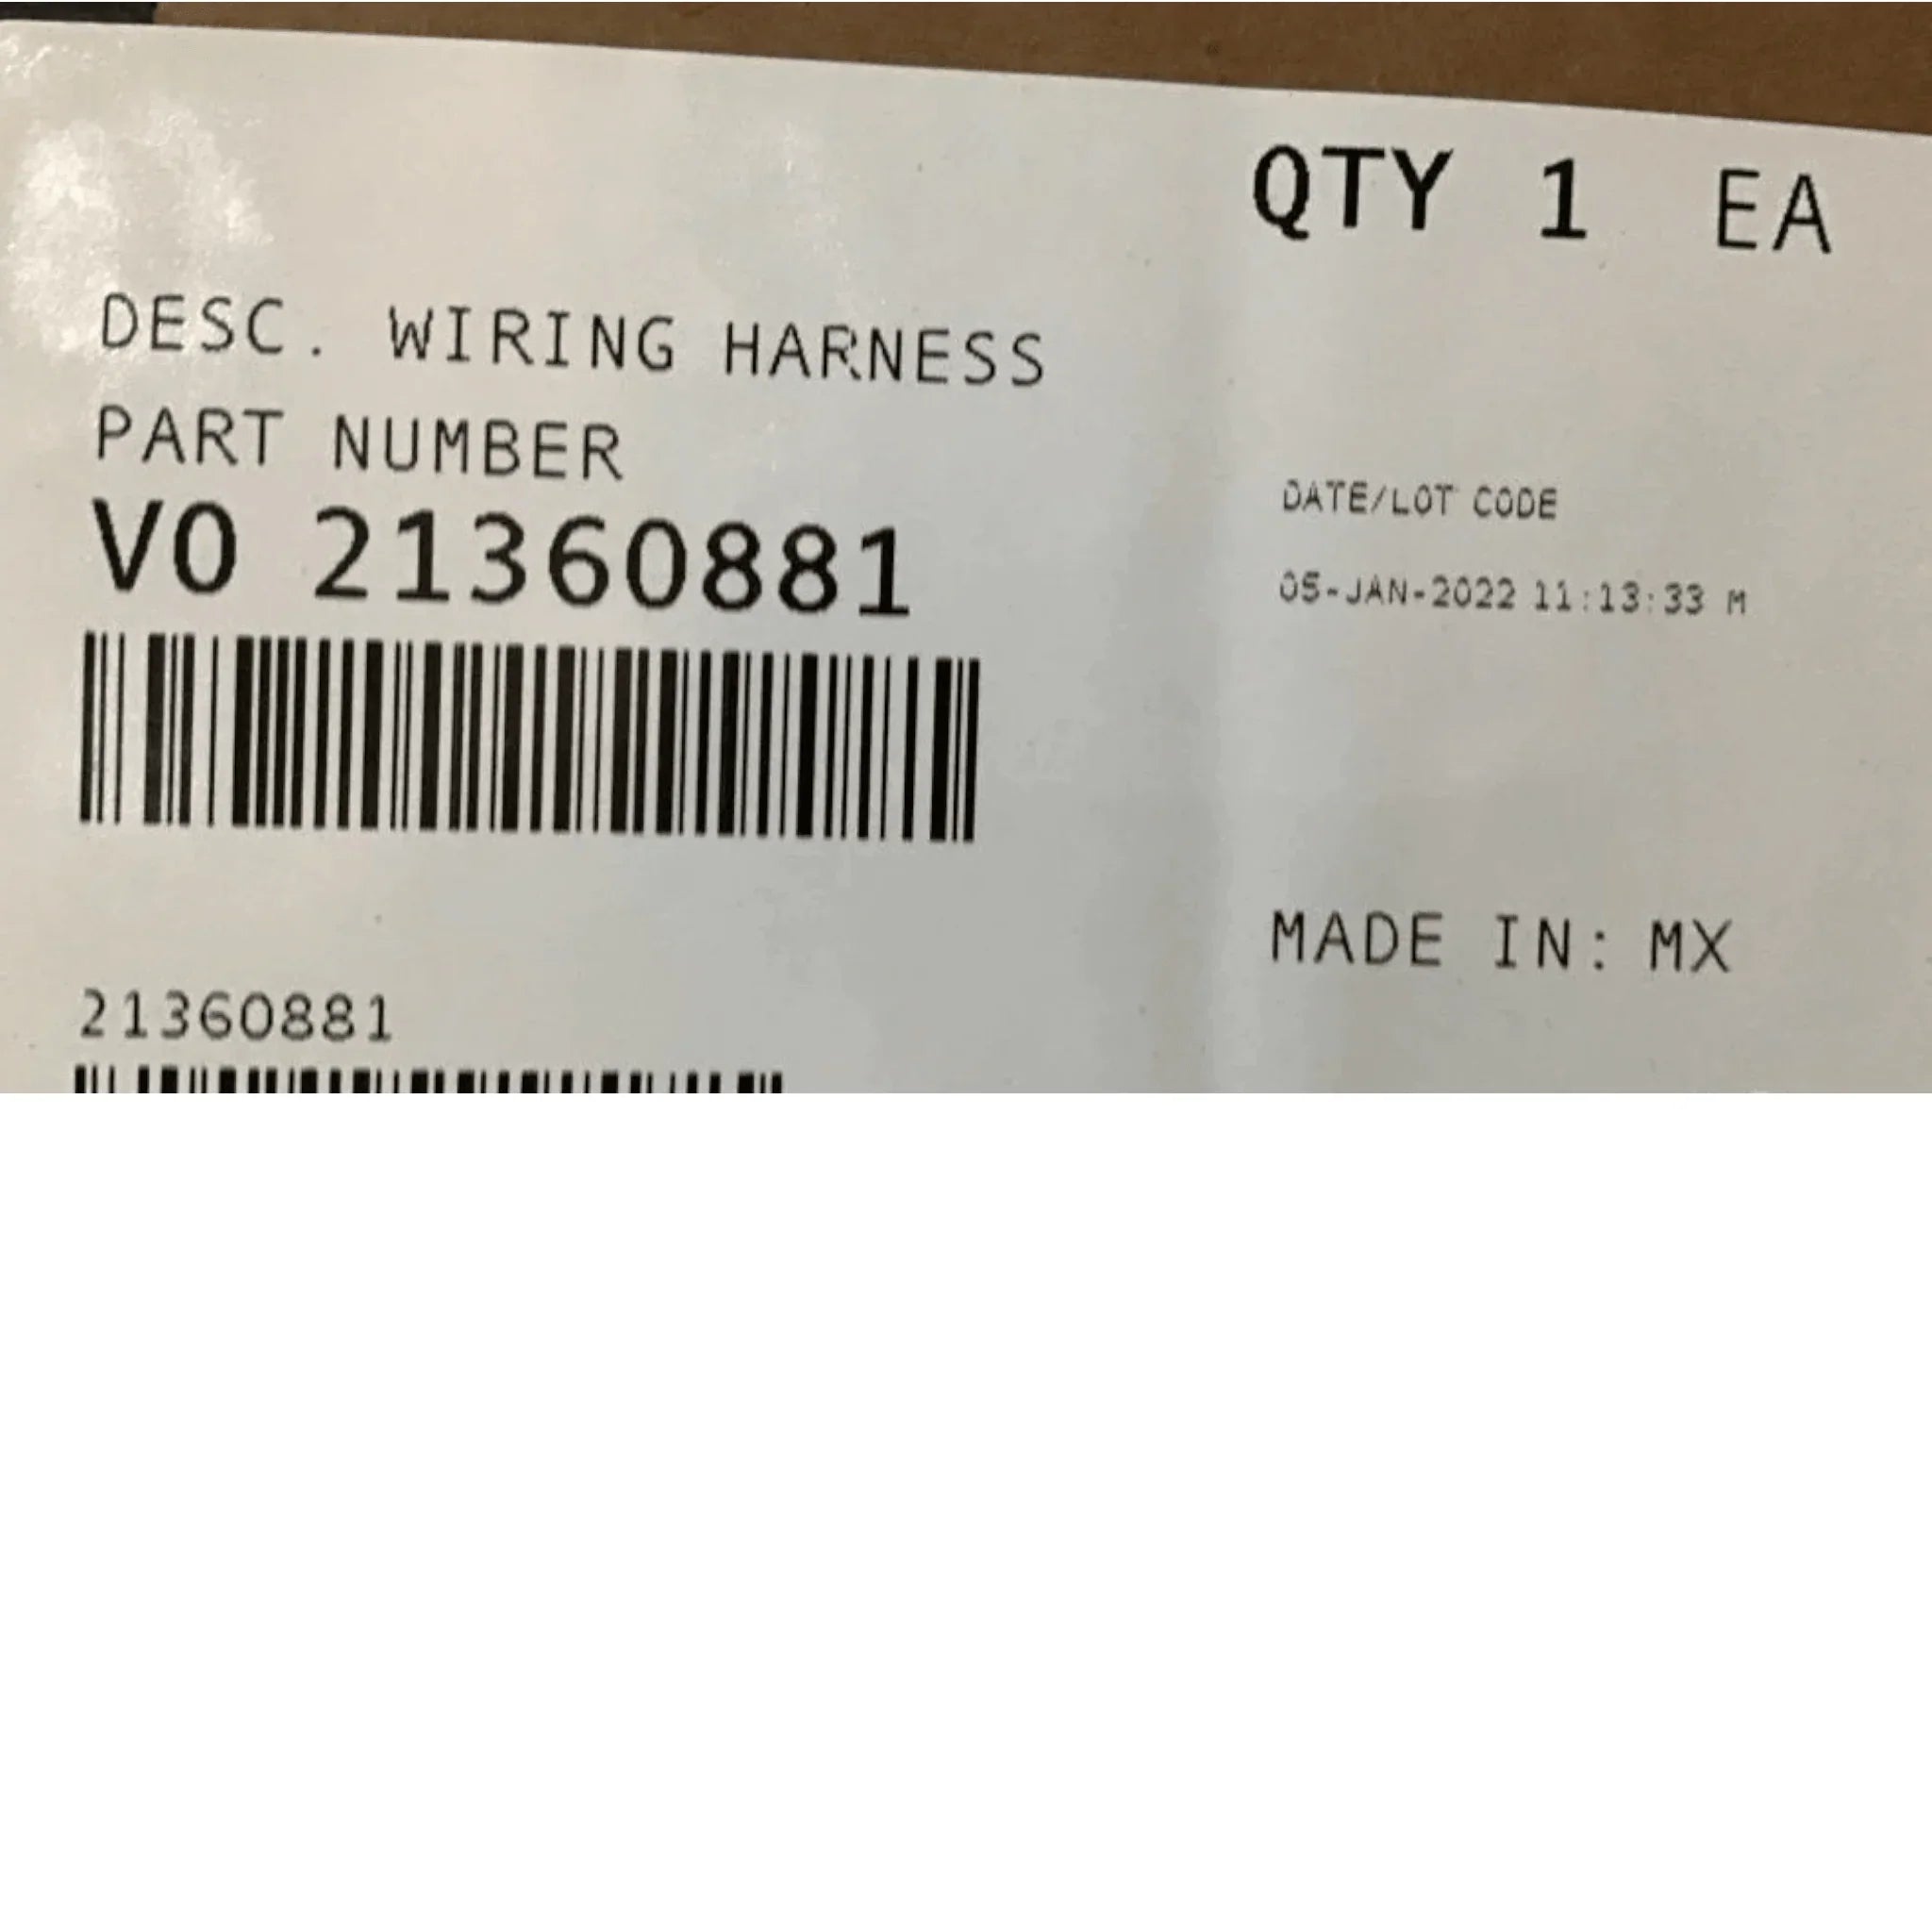 QTY 1 EA
DESC. WIRING HARNESS
PART NUMBER
VO 21360881
DATE/LOT CODE
05-JAN-2022 11:13:33 M
MADE IN: MX
21360881